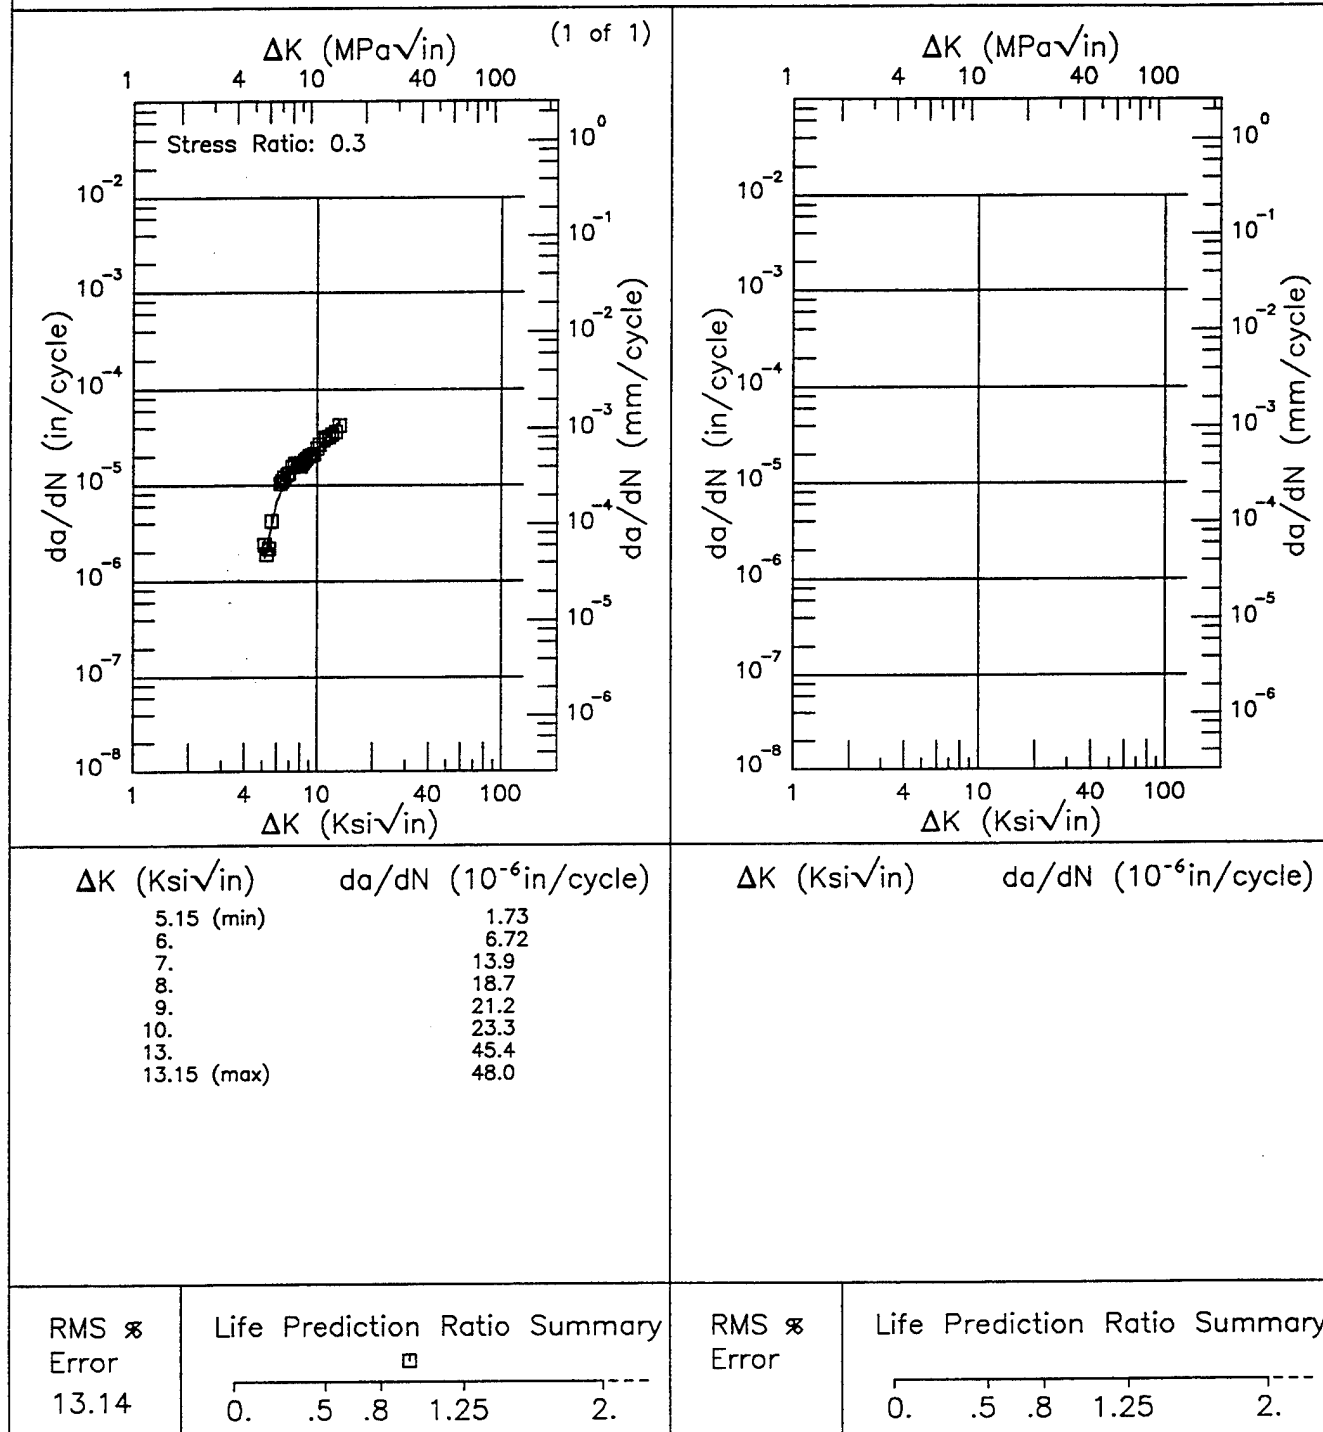 (1 of 1)
ΔK (MPa√in)
1 4 10 40 100
Stress Ratio: 0.3
10⁰
10⁻²
10⁻¹
10⁻³
10⁻²
10⁻⁴
10⁻³
10⁻⁵
10⁻⁴
10⁻⁶
10⁻⁵
10⁻⁷
10⁻⁶
10⁻⁸
da/dN (in/cycle)
da/dN (mm/cycle)
1 4 10 40 100
ΔK (Ksi√in)
ΔK (MPa√in)
1 4 10 40 100
10⁰
10⁻²
10⁻¹
10⁻³
10⁻²
10⁻⁴
10⁻³
10⁻⁵
10⁻⁴
10⁻⁶
10⁻⁵
10⁻⁷
10⁻⁶
10⁻⁸
da/dN (in/cycle)
da/dN (mm/cycle)
1 4 10 40 100
ΔK (Ksi√in)
ΔK (Ksi√in) da/dN (10⁻⁶in/cycle)
5.15 (min) 1.73
6. 6.72
7. 13.9
8. 18.7
9. 21.2
10. 23.3
13. 45.4
13.15 (max) 48.0
ΔK (Ksi√in) da/dN (10⁻⁶in/cycle)
RMS %
Error
13.14
Life Prediction Ratio Summary
0. .5 .8 1.25 2.
RMS %
Error
Life Prediction Ratio Summary
0. .5 .8 1.25 2.